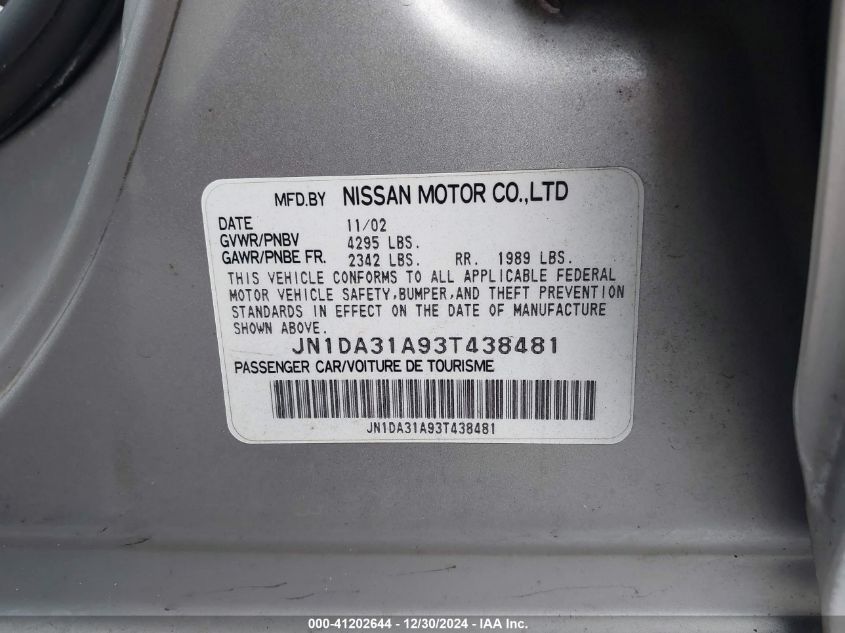 MFD.BY NISSAN MOTOR CO.,LTD
DATE 11/02
GVWR/PNBV 4295 LBS.
GAWR/PNBE FR. 2342 LBS. RR. 1989 LBS.
THIS VEHICLE CONFORMS TO ALL APPLICABLE FEDERAL
MOTOR VEHICLE SAFETY,BUMPER,AND THEFT PREVENTION
STANDARDS IN EFFECT ON THE DATE OF MANUFACTURE
SHOWN ABOVE.
JN1DA31A93T438481
PASSENGER CAR/VOITURE DE TOURISME
JN1DA31A93T438481
000-41202644 - 12/30/2024 - IAA Inc.